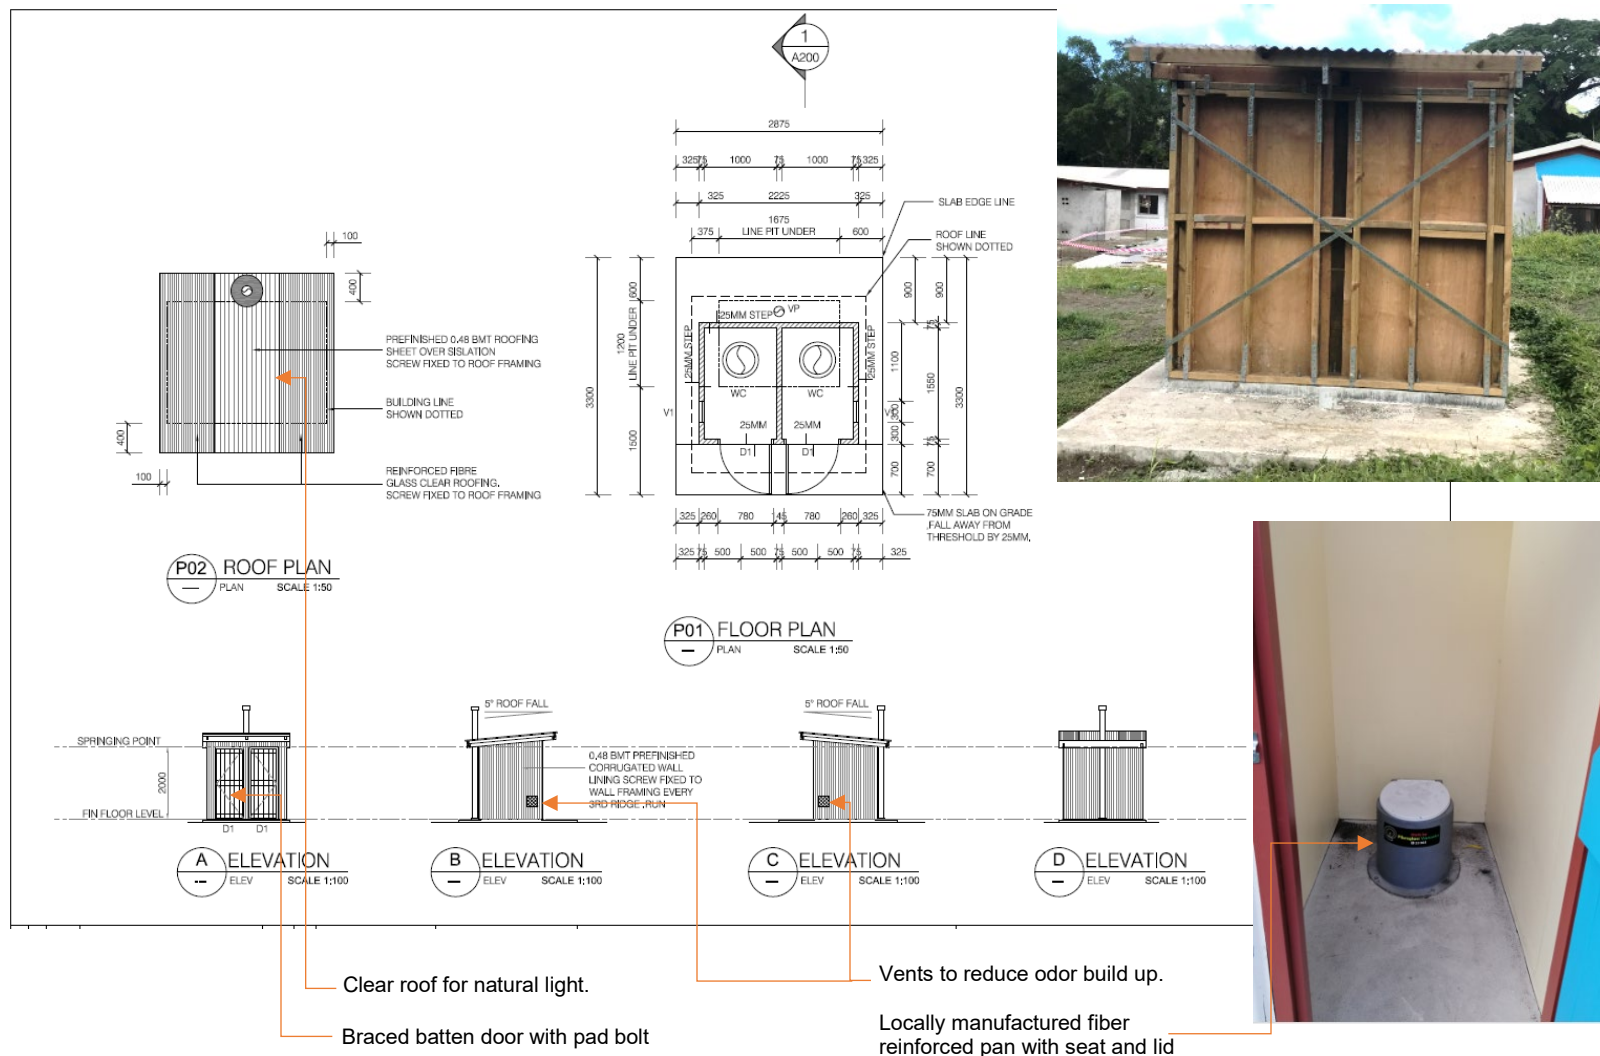 1
A200
2875
325 75 1000 75 1000 75 325
325 2225 325
1675
375 LINE PIT UNDER 600
SLAB EDGE LINE
ROOF LINE
SHOWN DOTTED
100
400
600
900 900
25MM STEP VP
25MM STEP
25MM STEP
1200
LINE PIT UNDER
75
1100
1550
3300
3300
WC WC
V1
300
300
25MM 25MM
D1 D1
75
1500
700 700
PREFINISHED 0.48 BMT ROOFING
SHEET OVER SISLATION
SCREW FIXED TO ROOF FRAMING
BUILDING LINE
SHOWN DOTTED
400
100
REINFORCED FIBRE
GLASS CLEAR ROOFING.
SCREW FIXED TO ROOF FRAMING
325 260 780 145 780 260 325
325 75 500 500 75 500 500 75 325
75MM SLAB ON GRADE
,FALL AWAY FROM
THRESHOLD BY 25MM,
P02 ROOF PLAN
PLAN SCALE 1:50
P01 FLOOR PLAN
PLAN SCALE 1:50
5° ROOF FALL
5° ROOF FALL
SPRINGING POINT
2000
FIN FLOOR LEVEL
D1 D1
0.48 BMT PREFINISHED
CORRUGATED WALL
LINING SCREW FIXED TO
WALL FRAMING EVERY
3RD RIDGE ,RUN
A ELEVATION
ELEV SCALE 1:100
B ELEVATION
ELEV SCALE 1:100
C ELEVATION
ELEV SCALE 1:100
D ELEVATION
ELEV SCALE 1:100
Clear roof for natural light.
Braced batten door with pad bolt
Vents to reduce odor build up.
Locally manufactured fiber
reinforced pan with seat and lid